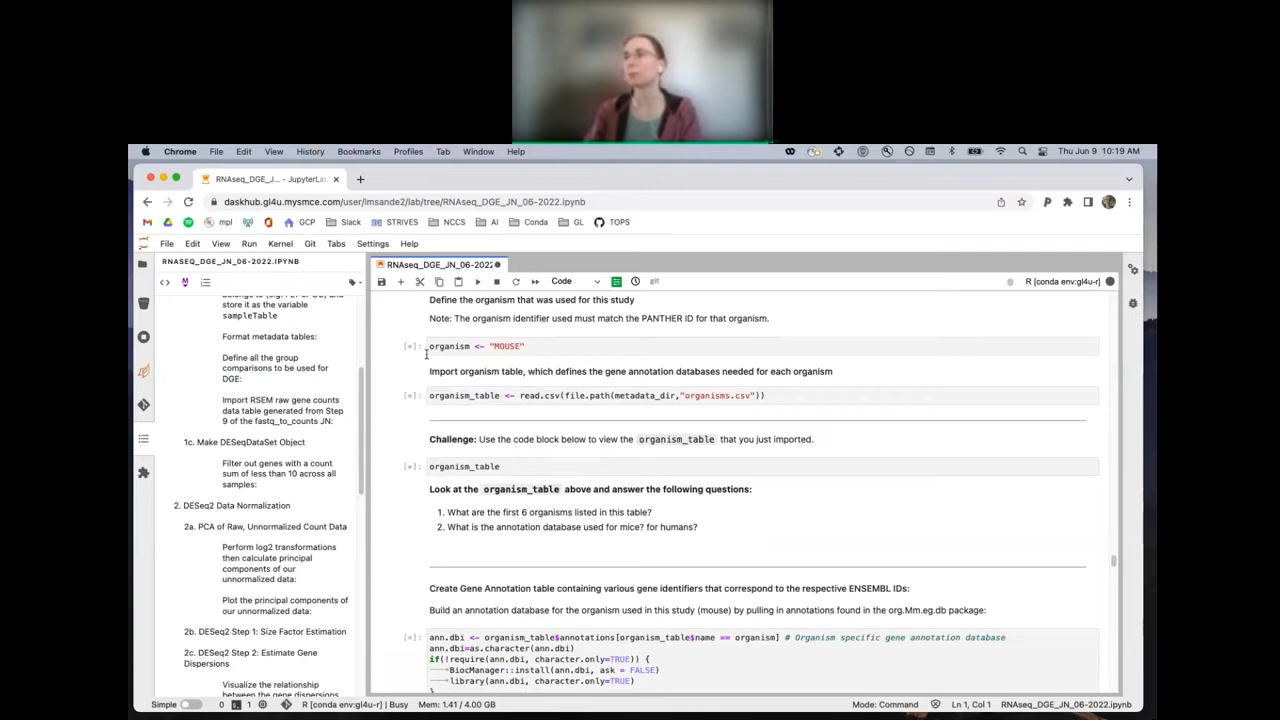 Chrome File Edit View History Bookmarks Profiles Tab Window Help Thu Jun 9 10:19 AM
RNAseq_DGE_J... - JupyterLa
daskhub.gl4u.mysmce.com/user/lmsande2/lab/tree/RNAseq_DGE_JN_06-2022.ipynb
mpl GCP Slack STRIVES NCCS AI Conda GL TOPS
File Edit View Run Kernel Git Tabs Settings Help
RNASEQ_DGE_JN_06-2022.IPYNB
RNAseq_DGE_JN_06-2022
Code git R [conda env:gl4u-r]
store it as the variable
sampleTable
Format metadata tables:
Define all the group
comparisons to be used for
DGE:
Import RSEM raw gene counts
data table generated from Step
9 of the fastq_to_counts JN:
1c. Make DESeqDataSet Object
Filter out genes with a count
sum of less than 10 across all
samples:
2. DESeq2 Data Normalization
2a. PCA of Raw, Unnormalized Count Data
Perform log2 transformations
then calculate principal
components of our
unnormalized data:
Plot the principal components
of our unnormalized data:
2b. DESeq2 Step 1: Size Factor Estimation
2c. DESeq2 Step 2: Estimate Gene
Dispersions
Visualize the relationship
between the gene dispersions
Define the organism that was used for this study
Note: The organism identifier used must match the PANTHER ID for that organism.
[*]: organism <- "MOUSE"
Import organism table, which defines the gene annotation databases needed for each organism
[*]: organism_table <- read.csv(file.path(metadata_dir,"organisms.csv"))
Challenge: Use the code block below to view the organism_table that you just imported.
[*]: organism_table
Look at the organism_table above and answer the following questions:
1. What are the first 6 organisms listed in this table?
2. What is the annotation database used for mice? for humans?
Create Gene Annotation table containing various gene identifiers that correspond to the respective ENSEMBL IDs:
Build an annotation database for the organism used in this study (mouse) by pulling in annotations found in the org.Mm.eg.db package:
[*]: ann.dbi <- organism_table$annotations[organism_table$name == organism] # Organism specific gene annotation database
ann.dbi=as.character(ann.dbi)
if(!require(ann.dbi, character.only=TRUE)) {
BiocManager::install(ann.dbi, ask = FALSE)
library(ann.dbi, character.only=TRUE)
}
Simple 0 1 R [conda env:gl4u-r] | Busy Mem: 1.41 / 4.00 GB Mode: Command Ln 1, Col 1 RNAseq_DGE_JN_06-2022.ipynb